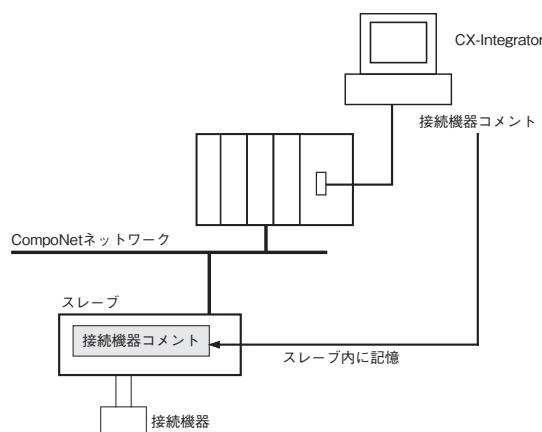 CX-Integrator
接続機器コメント
CompoNetネットワーク
スレーブ
接続機器コメント
スレーブ内に記憶
接続機器